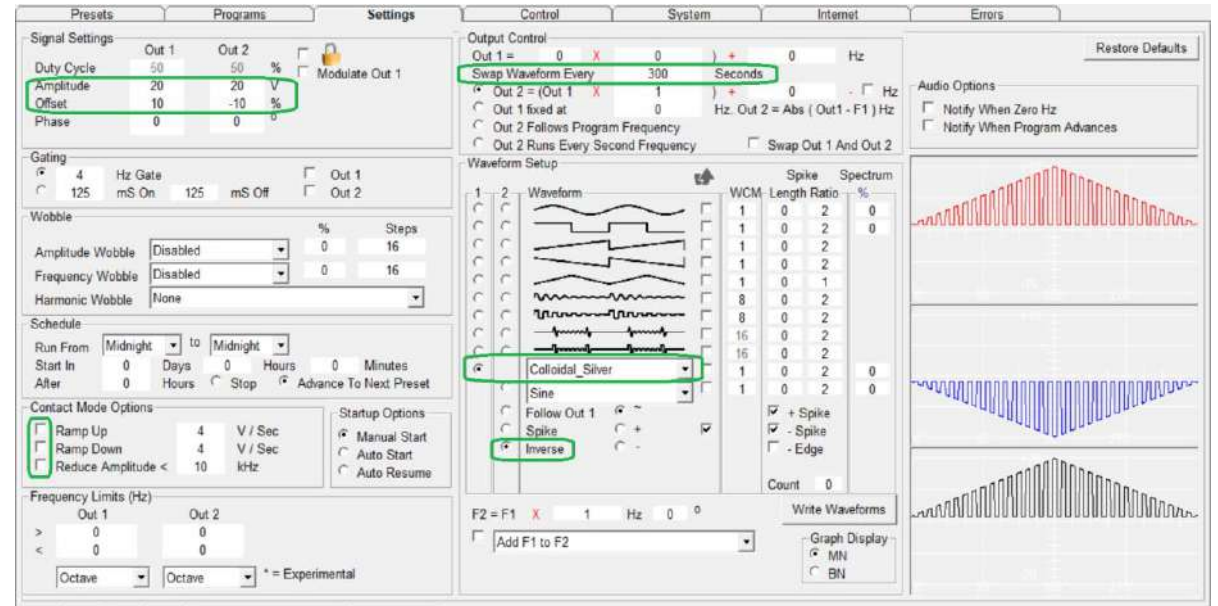 Presets Programs Settings Control System Internet Errors
Signal Settings
Out 1 Out 2
Duty Cycle 50 50 % Modulate Out 1
Amplitude 20 20 V
Offset 10 -10 %
Phase 0 0 °
Gating
4 Hz Gate Out 1
125 mS On 125 mS Off Out 2
Wobble
% Steps
Amplitude Wobble Disabled 0 16
Frequency Wobble Disabled 0 16
Harmonic Wobble None
Schedule
Run From Midnight to Midnight
Start In 0 Days 0 Hours 0 Minutes
After 0 Hours Stop Advance To Next Preset
Contact Mode Options
Ramp Up 4 V / Sec
Ramp Down 4 V / Sec
Reduce Amplitude < 10 kHz
Startup Options
Manual Start
Auto Start
Auto Resume
Frequency Limits (Hz)
Out 1 Out 2
> 0 0
< 0 0
Octave Octave * = Experimental
Output Control
Out 1 = 0 X 0 ) + 0 Hz
Swap Waveform Every 300 Seconds
Out 2 = (Out 1 X 1 ) + 0 - Hz
Out 1 fixed at 0 Hz. Out 2 = Abs ( Out1 - F1 ) Hz
Out 2 Follows Program Frequency
Out 2 Runs Every Second Frequency Swap Out 1 And Out 2
Waveform Setup
Spike Spectrum
1 2 Waveform WCM Length Ratio %
1 0 2 0
1 0 2 0
1 0 2
1 0 2
1 0 1
8 0 2
8 0 2
16 0 2
16 0 2
Colloidal_Silver 1 0 2 0
Sine 1 0 2 0
Follow Out 1 ~ + Spike
Spike + - Spike
Inverse - - Edge
Count 0
F2 = F1 X 1 Hz 0 ° Write Waveforms
Add F1 to F2
Graph Display
MN
BN
Restore Defaults
Audio Options
Notify When Zero Hz
Notify When Program Advances